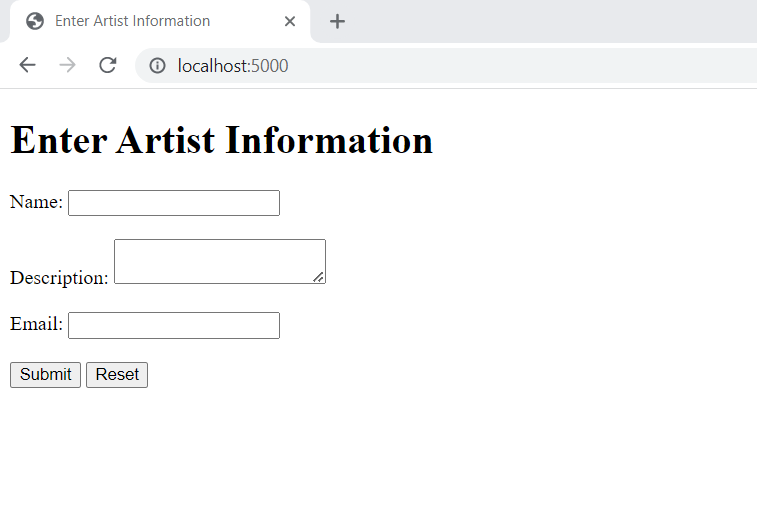 Enter Artist Information
localhost:5000
Enter Artist Information
Name:
Description:
Email:
Submit Reset